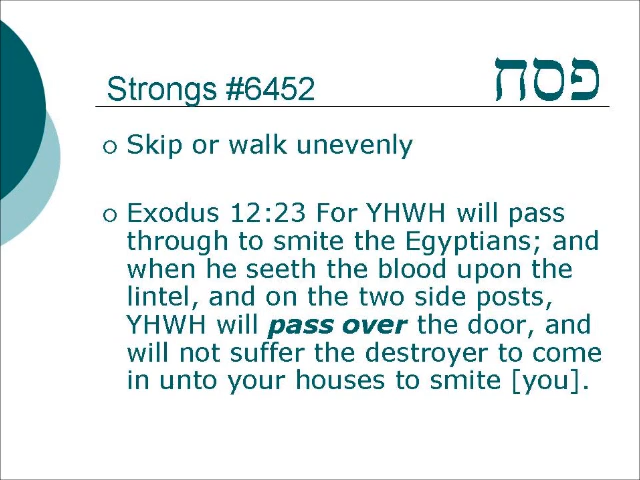 Strongs #6452 פסח
Skip or walk unevenly
Exodus 12:23 For YHWH will pass
through to smite the Egyptians; and
when he seeth the blood upon the
lintel, and on the two side posts,
YHWH will pass over the door, and
will not suffer the destroyer to come
in unto your houses to smite [you].